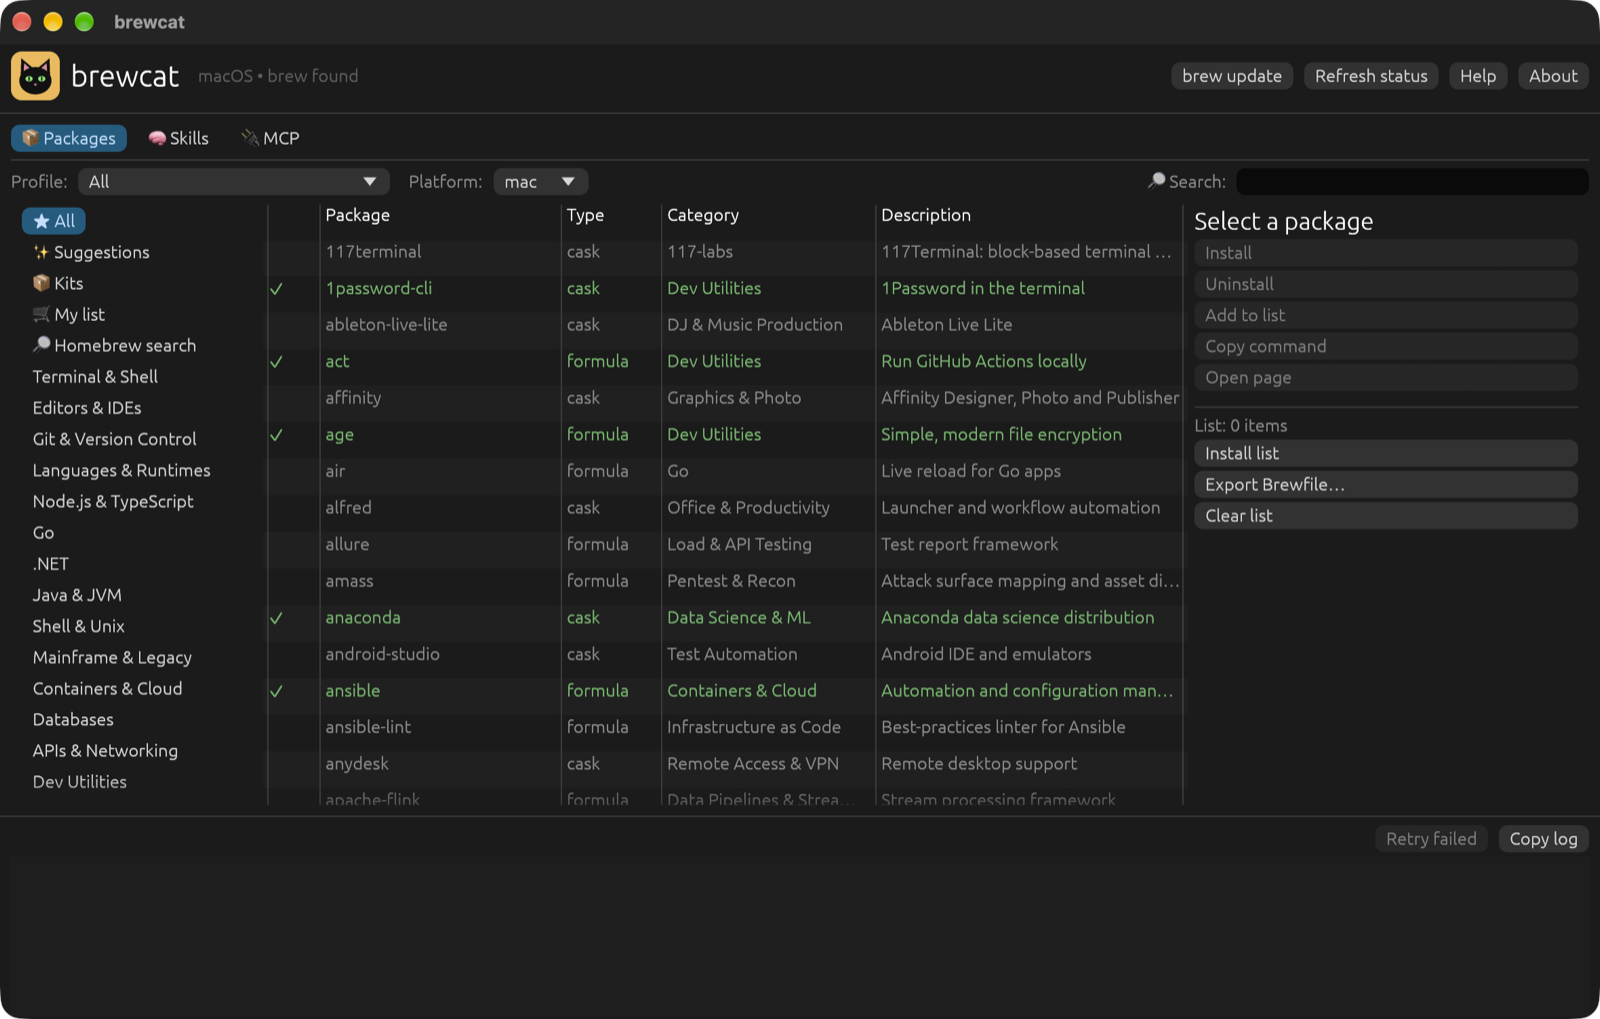 brewcat
brewcat macOS • brew found brew update Refresh status Help About
Packages Skills MCP
Profile: All Platform: mac Search:
All
Suggestions
Kits
My list
Homebrew search
Terminal & Shell
Editors & IDEs
Git & Version Control
Languages & Runtimes
Node.js & TypeScript
Go
.NET
Java & JVM
Shell & Unix
Mainframe & Legacy
Containers & Cloud
Databases
APIs & Networking
Dev Utilities
Package Type Category Description
117terminal cask 117-labs 117Terminal: block-based terminal …
✓ 1password-cli cask Dev Utilities 1Password in the terminal
ableton-live-lite cask DJ & Music Production Ableton Live Lite
✓ act formula Dev Utilities Run GitHub Actions locally
affinity cask Graphics & Photo Affinity Designer, Photo and Publisher
✓ age formula Dev Utilities Simple, modern file encryption
air formula Go Live reload for Go apps
alfred cask Office & Productivity Launcher and workflow automation
allure formula Load & API Testing Test report framework
amass formula Pentest & Recon Attack surface mapping and asset di…
✓ anaconda cask Data Science & ML Anaconda data science distribution
android-studio cask Test Automation Android IDE and emulators
✓ ansible formula Containers & Cloud Automation and configuration man…
ansible-lint formula Infrastructure as Code Best-practices linter for Ansible
anydesk cask Remote Access & VPN Remote desktop support
apache-flink formula Data Pipelines & Strea… Stream processing framework
Select a package
Install
Uninstall
Add to list
Copy command
Open page
List: 0 items
Install list
Export Brewfile…
Clear list
Retry failed Copy log